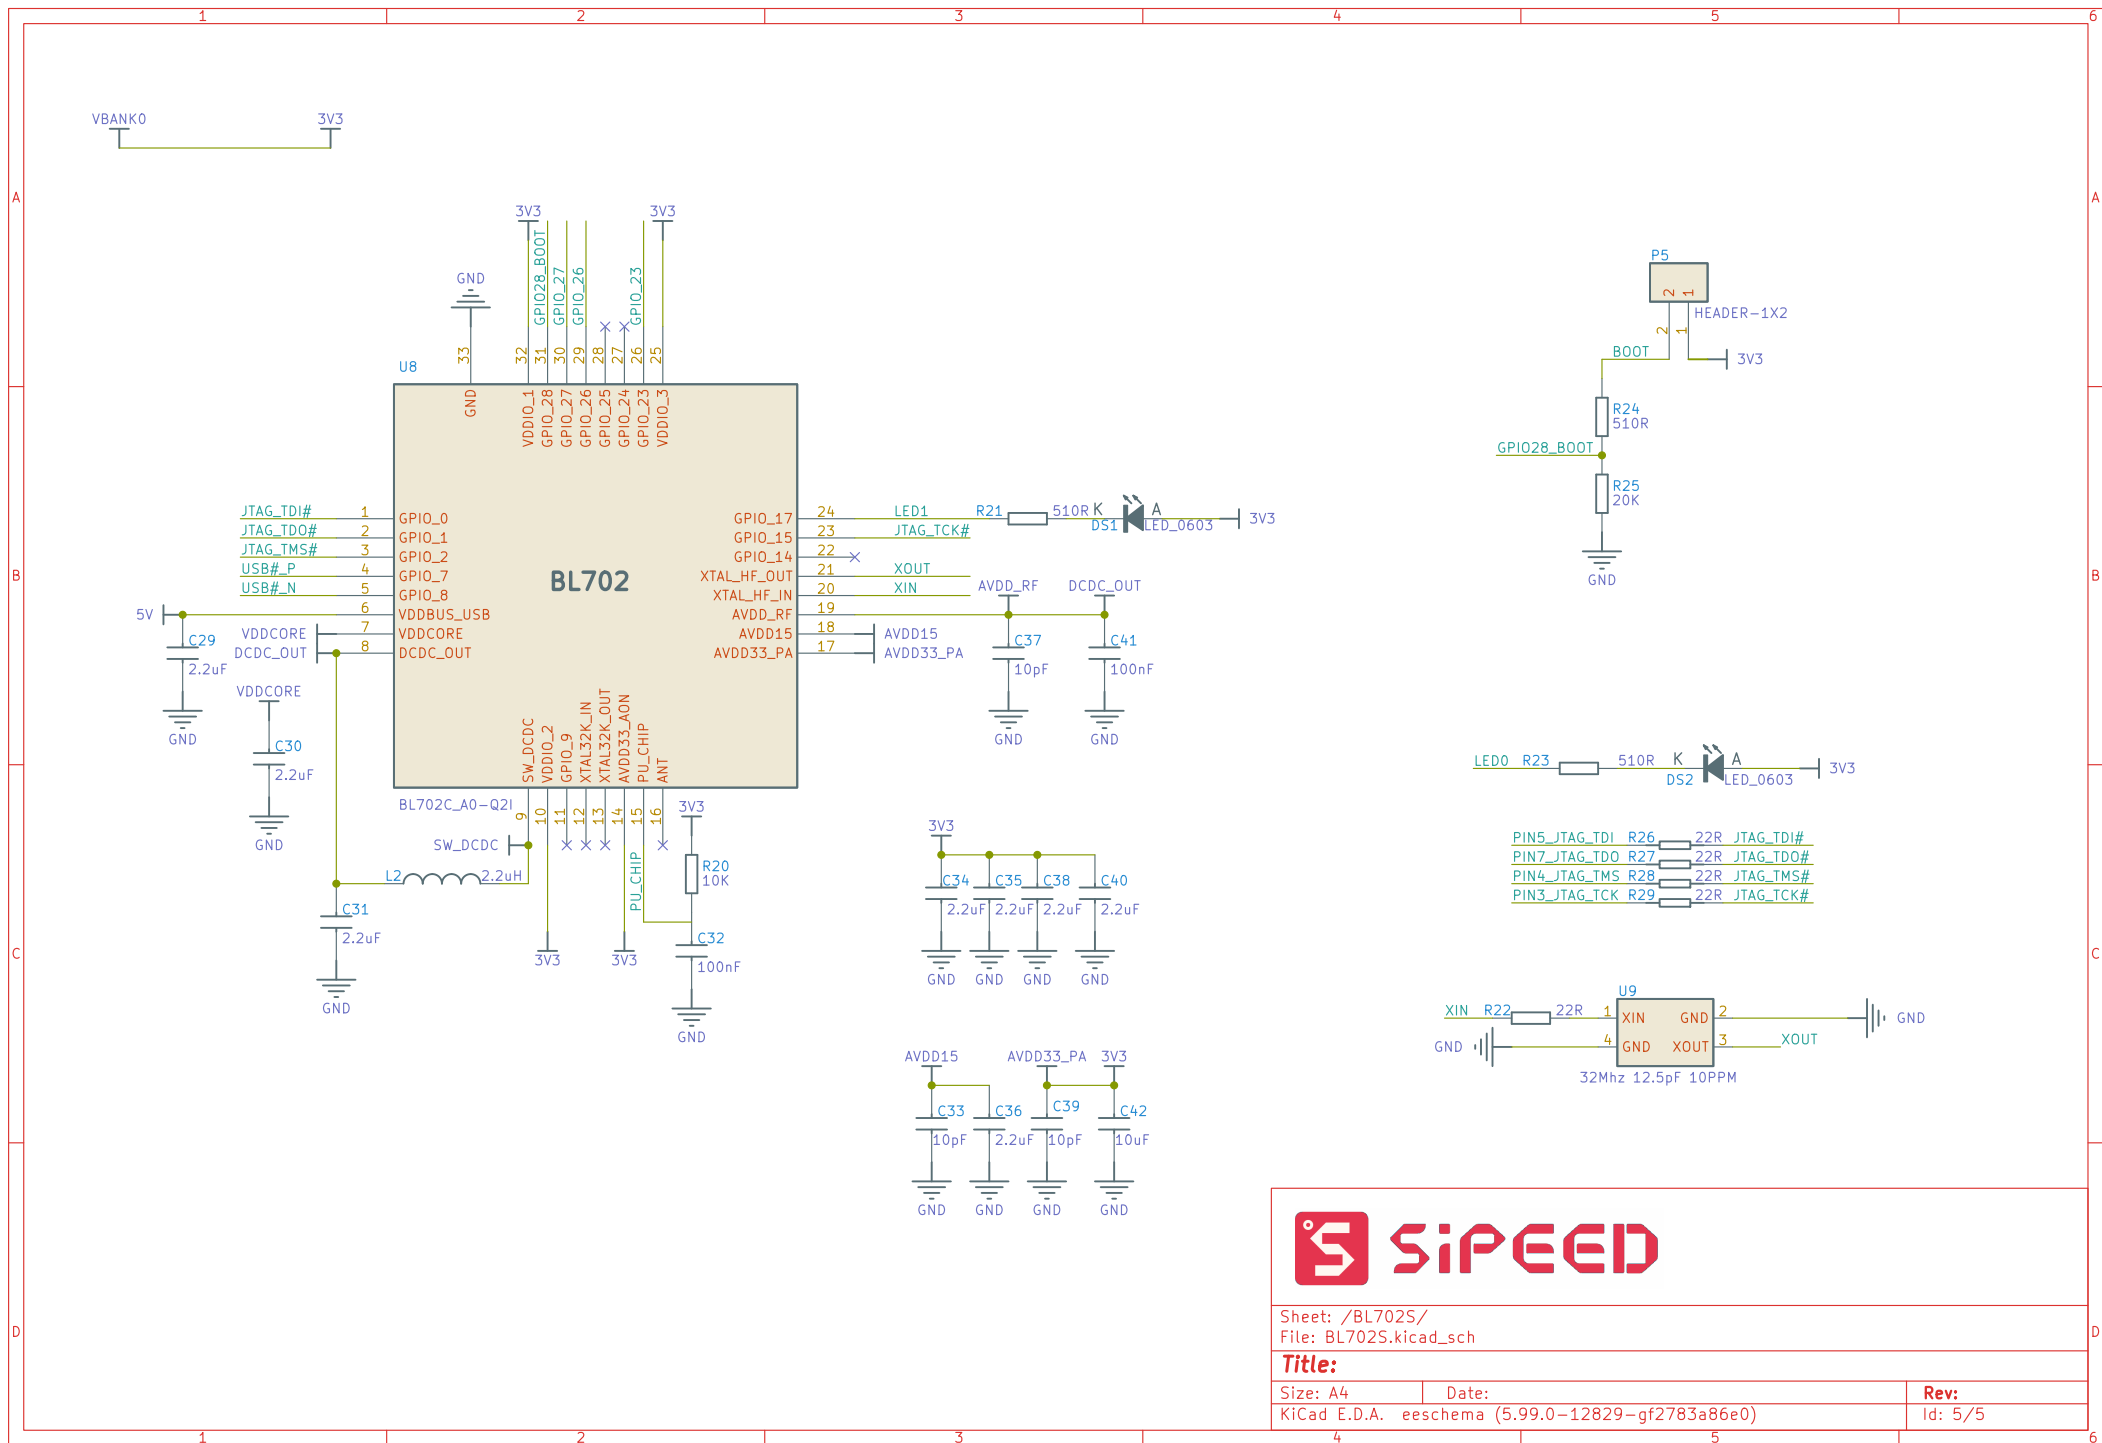 1 2 3 4 5 6
A
B
C
D
A
B
C
D
VBANK0 3V3
3V3 3V3
GPIO28_BOOT
GPIO_27
GPIO_26
GPIO_23
GND
33 32 31 30 29 28 27 26 25
U8
GND VDDIO_1 GPIO_28 GPIO_27 GPIO_26 GPIO_25 GPIO_24 GPIO_23 VDDIO_3
JTAG_TDI# 1 GPIO_0
JTAG_TDO# 2 GPIO_1
JTAG_TMS# 3 GPIO_2
USB#_P 4 GPIO_7
USB#_N 5 GPIO_8
5V 6 VDDBUS_USB
VDDCORE 7 VDDCORE
DCDC_OUT 8 DCDC_OUT
BL702
GPIO_17 24 LED1 R21 510R K DS1 A LED_0603 3V3
GPIO_15 23 JTAG_TCK#
GPIO_14 22
XTAL_HF_OUT 21 XOUT
XTAL_HF_IN 20 XIN
AVDD_RF 19
AVDD15 18 AVDD15
AVDD33_PA 17 AVDD33_PA
AVDD_RF DCDC_OUT
C37 C41
10pF 100nF
GND GND
C29
2.2uF
GND
VDDCORE
C30
2.2uF
GND
SW_DCDC VDDIO_2 GPIO_9 XTAL32K_IN XTAL32K_OUT AVDD33_AON PU_CHIP ANT
BL702C_A0-Q2I
9 10 11 12 13 14 15 16
3V3
SW_DCDC
L2 2.2uH
PU_CHIP
R20
10K
C31
2.2uF
GND
3V3 3V3
C32
100nF
GND
3V3
C34 C35 C38 C40
2.2uF 2.2uF 2.2uF 2.2uF
GND GND GND GND
AVDD15 AVDD33_PA 3V3
C33 C36 C39 C42
10pF 2.2uF 10pF 10uF
GND GND GND GND
P5
2 1
HEADER-1X2
2 1
BOOT 3V3
R24
510R
GPIO28_BOOT
R25
20K
GND
LED0 R23 510R K DS2 A LED_0603 3V3
PIN5_JTAG_TDI R26 22R JTAG_TDI#
PIN7_JTAG_TDO R27 22R JTAG_TDO#
PIN4_JTAG_TMS R28 22R JTAG_TMS#
PIN3_JTAG_TCK R29 22R JTAG_TCK#
U9
XIN R22 22R 1 XIN GND 2 GND
GND 4 GND XOUT 3 XOUT
32Mhz 12.5pF 10PPM
S SiPEED
Sheet: /BL702S/
File: BL702S.kicad_sch
Title:
Size: A4 Date: Rev:
KiCad E.D.A. eeschema (5.99.0-12829-gf2783a86e0) Id: 5/5
1 2 3 4 5 6